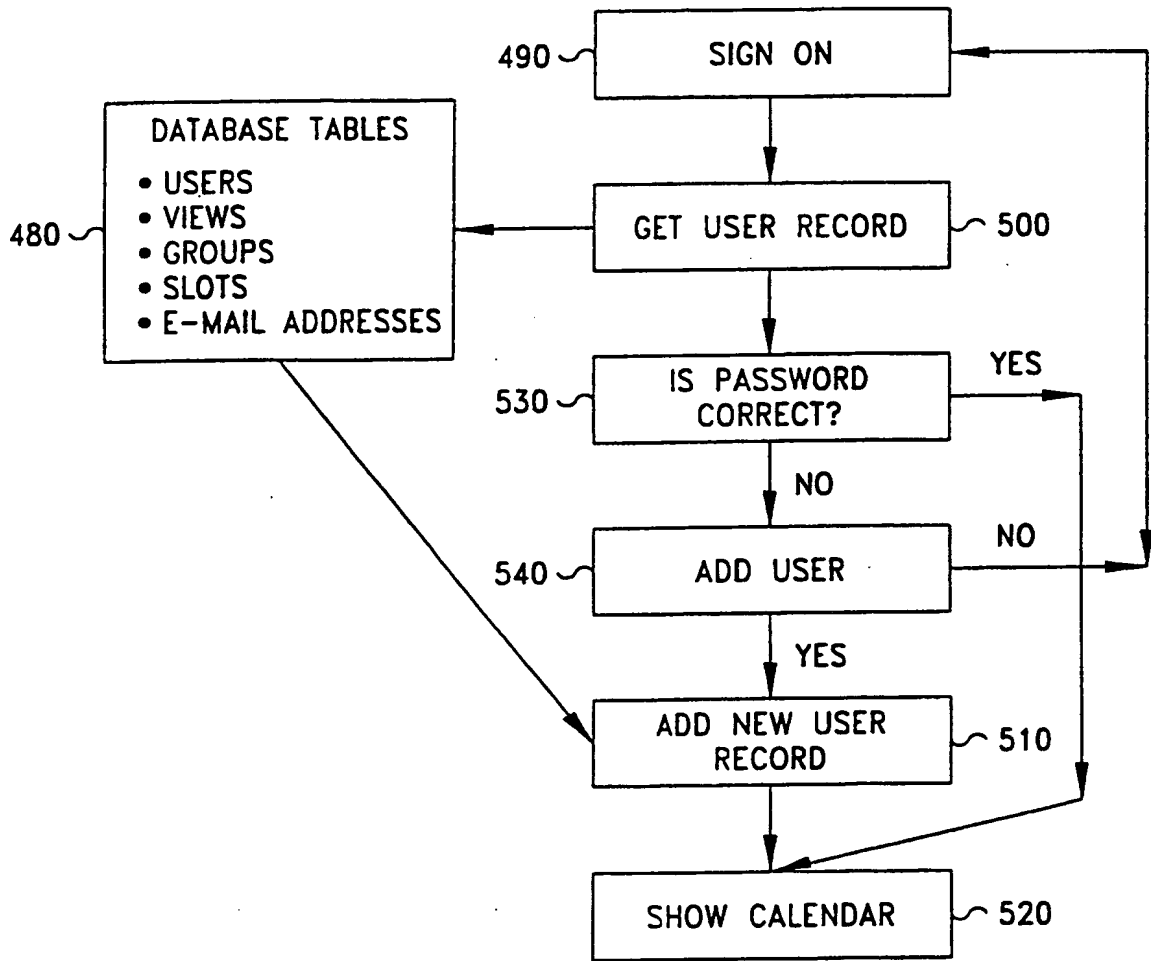 490
SIGN ON
DATABASE TABLES
• USERS
• VIEWS
• GROUPS
• SLOTS
• E-MAIL ADDRESSES
480
GET USER RECORD
500
530
IS PASSWORD
CORRECT?
YES
NO
540
ADD USER
NO
YES
ADD NEW USER
RECORD
510
SHOW CALENDAR
520